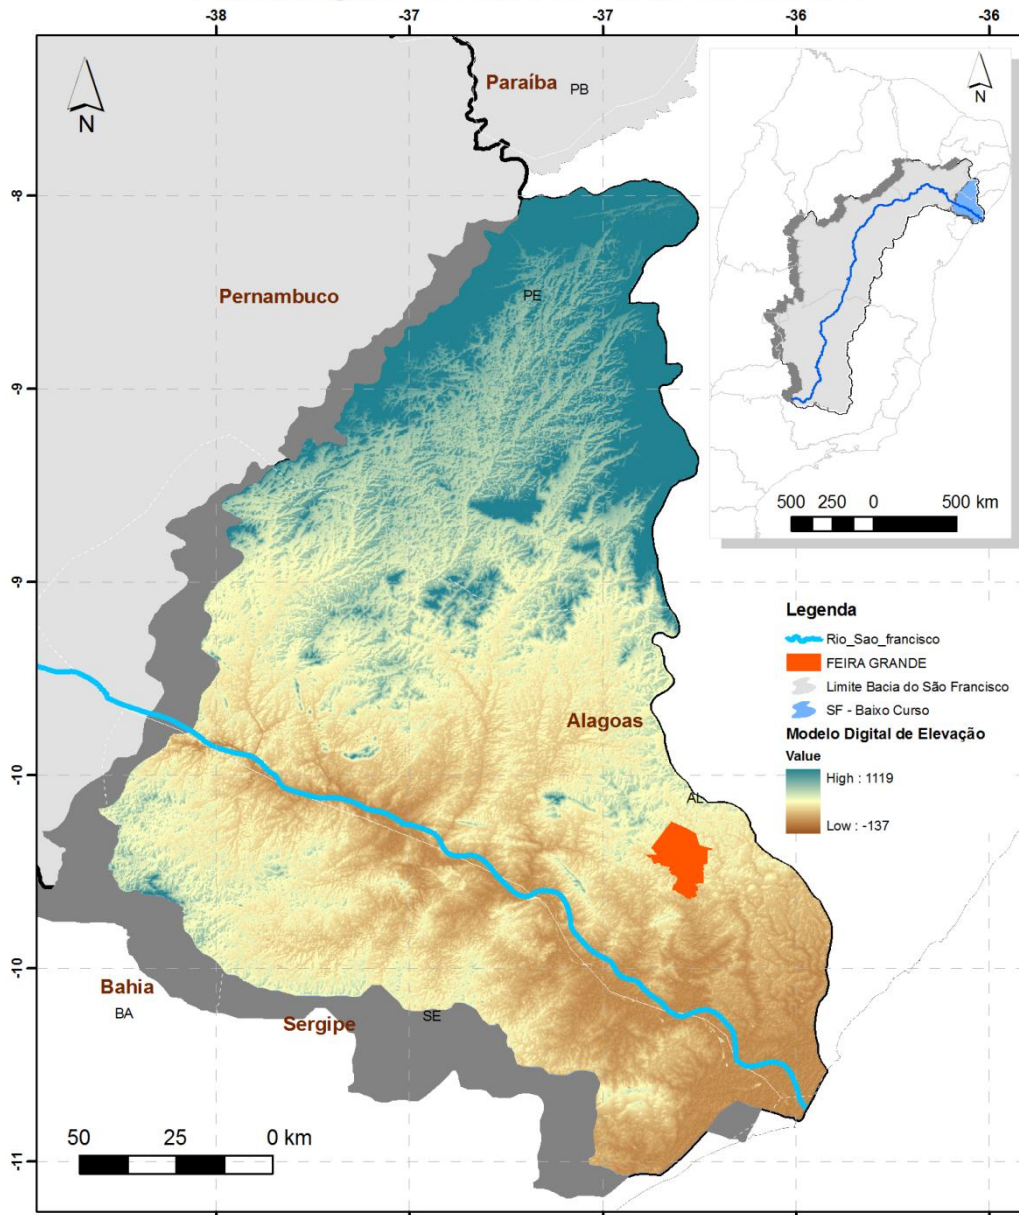 -38
-37
-37
-36
-36
Paraíba
PB
N
N
-8
Pernambuco
PE
-9
500 250 0 500 km
-9
Legenda
Rio_Sao_francisco
FEIRA GRANDE
Limite Bacia do São Francisco
SF - Baixo Curso
Modelo Digital de Elevação
Value
High : 1119
Low : -137
Alagoas
-10
AL
-10
Bahia
BA
Sergipe
SE
50 25 0 km
-11